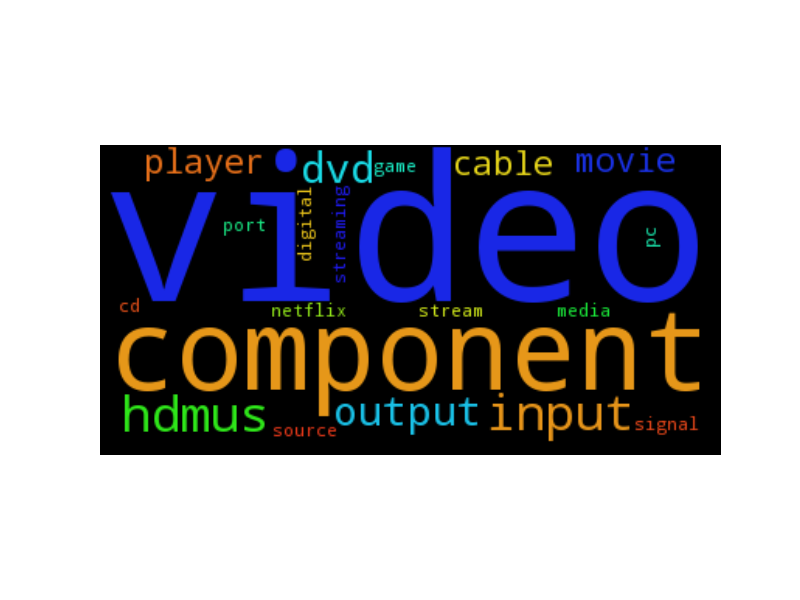 player dvd game cable movie
video
port digital streaming pc
cd netflix stream media
component
hdmus source output input signal